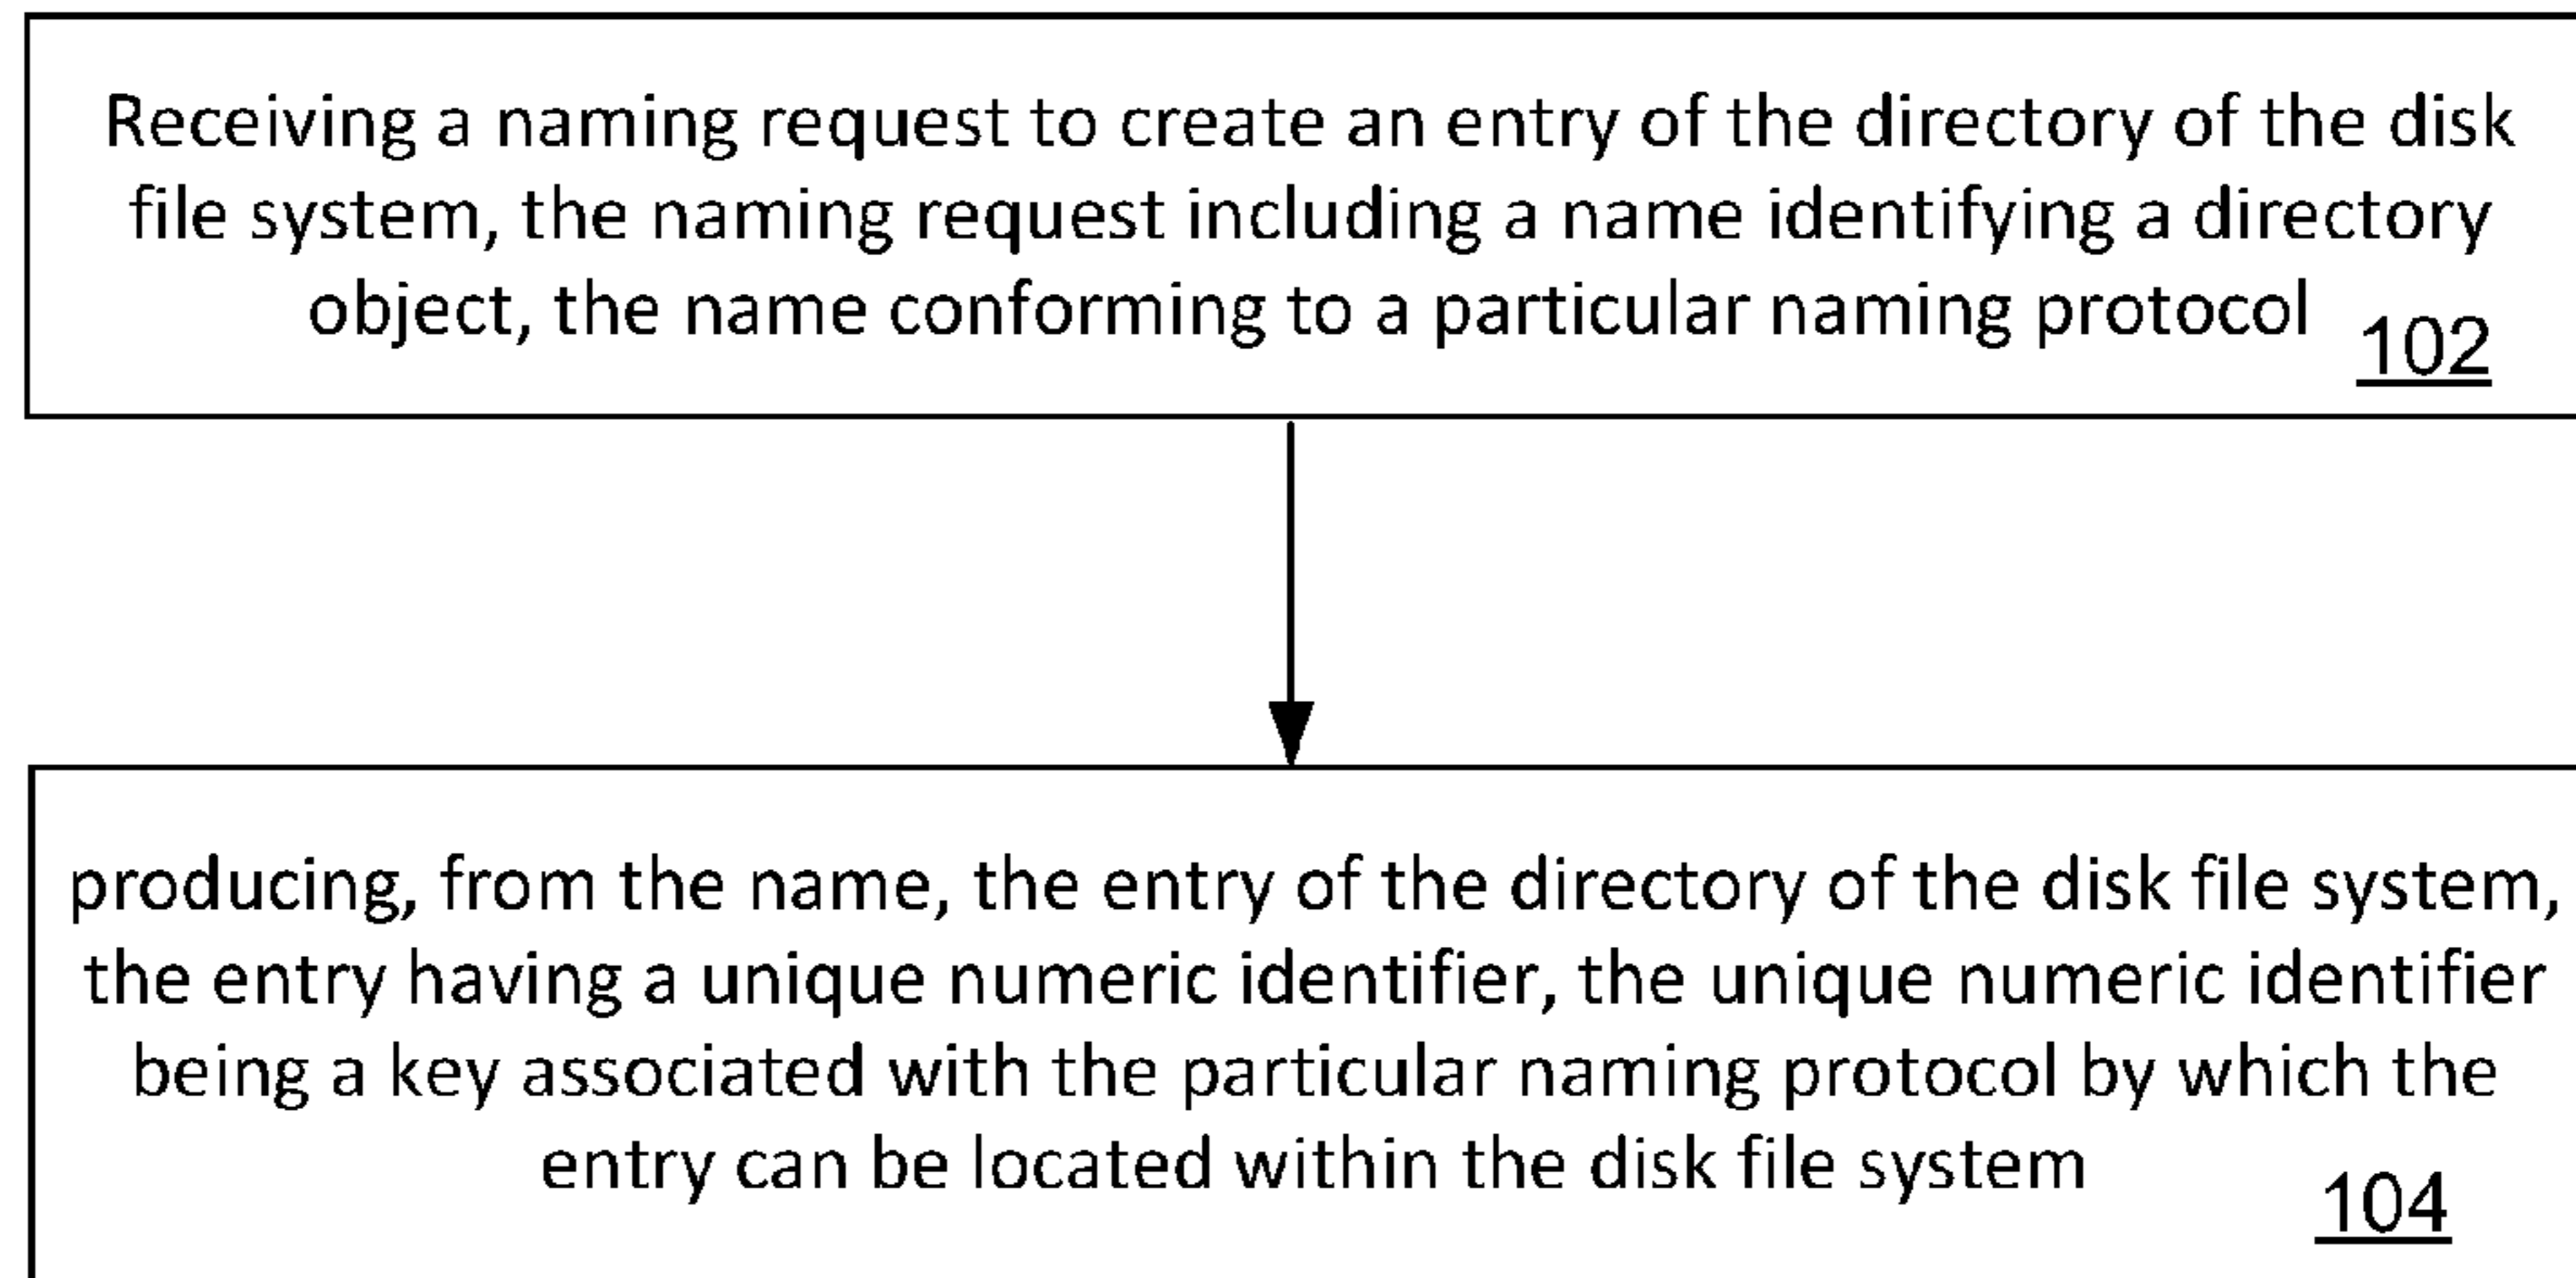 Receiving a naming request to create an entry of the directory of the disk
file system, the naming request including a name identifying a directory
object, the name conforming to a particular naming protocol
102
producing, from the name, the entry of the directory of the disk file system,
the entry having a unique numeric identifier, the unique numeric identifier
being a key associated with the particular naming protocol by which the
entry can be located within the disk file system
104